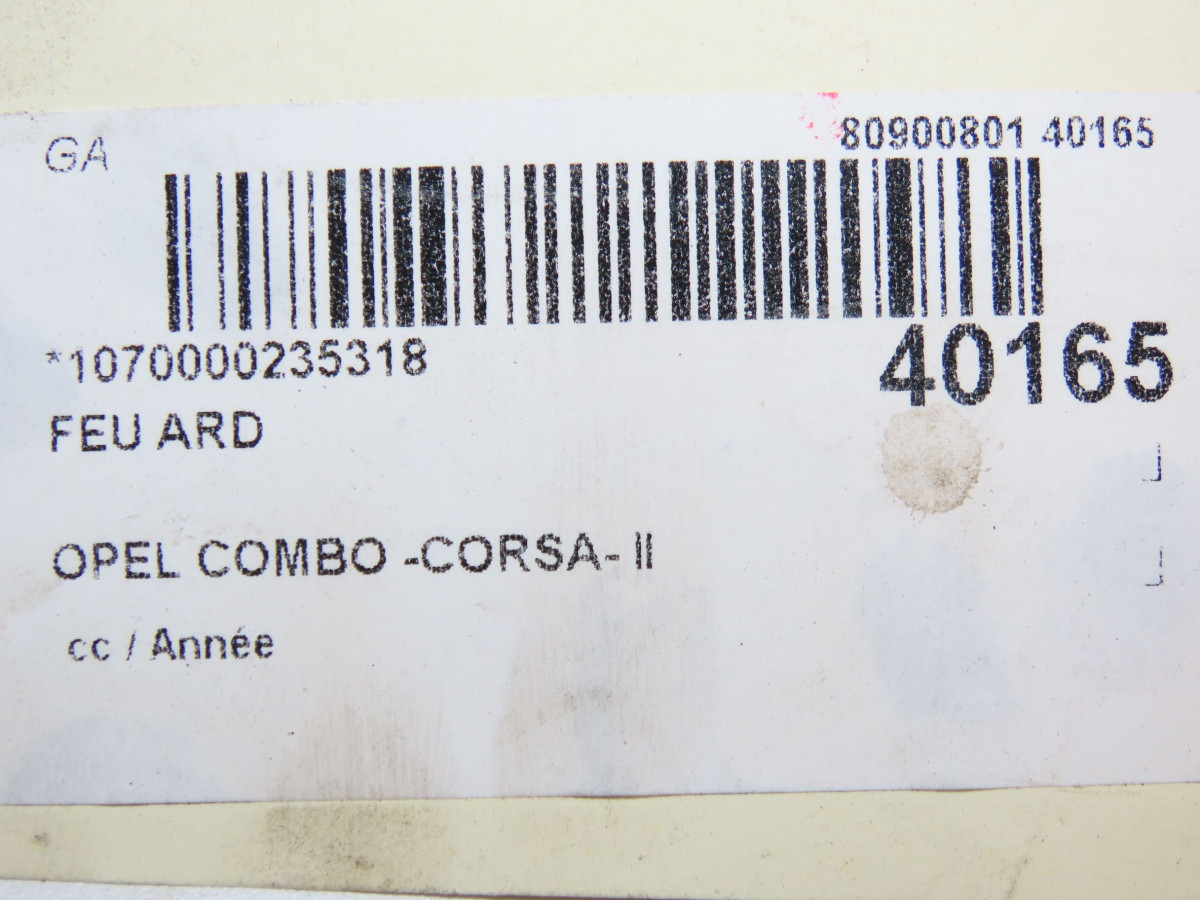 GA
80900801 40165
*1070000235318
40165
FEU ARD
OPEL COMBO -CORSA- II
cc / Année